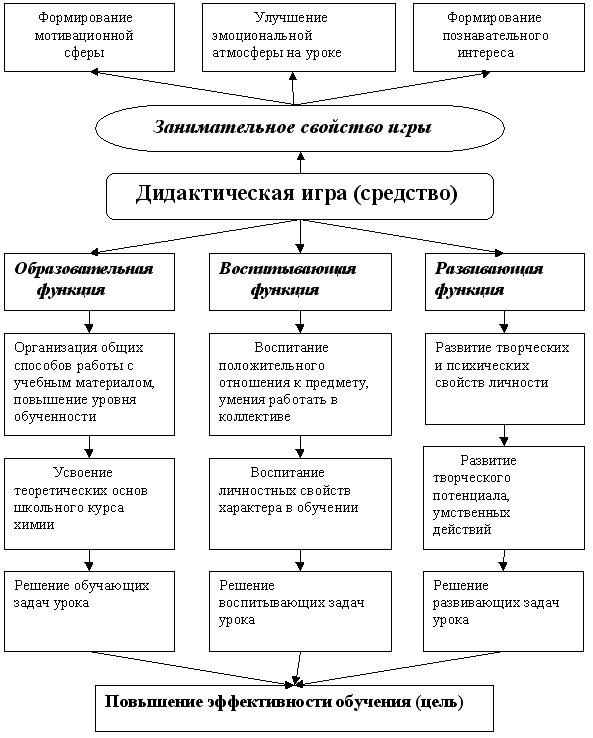 Формирование
мотивационной
сферы
Улучшение
эмоциональной
атмосферы на уроке
Формирование
познавательного
интереса
Занимательное свойство игры
Дидактическая игра (средство)
Образовательная
функция
Воспитывающая
функция
Развивающая
функция
Организация общих
способов работы с
учебным материалом,
повышение уровня
обученности
Воспитание
положительного
отношения к предмету,
умения работать в
коллективе
Развитие творческих
и психических
свойств личности
Усвоение
теоретических основ
школьного курса
химии
Воспитание
личностных свойств
характера в обучении
Развитие
творческого
потенциала,
умственных
действий
Решение обучающих
задач урока
Решение
воспитывающих задач
урока
Решение
развивающих задач
урока
Повышение эффективности обучения (цель)